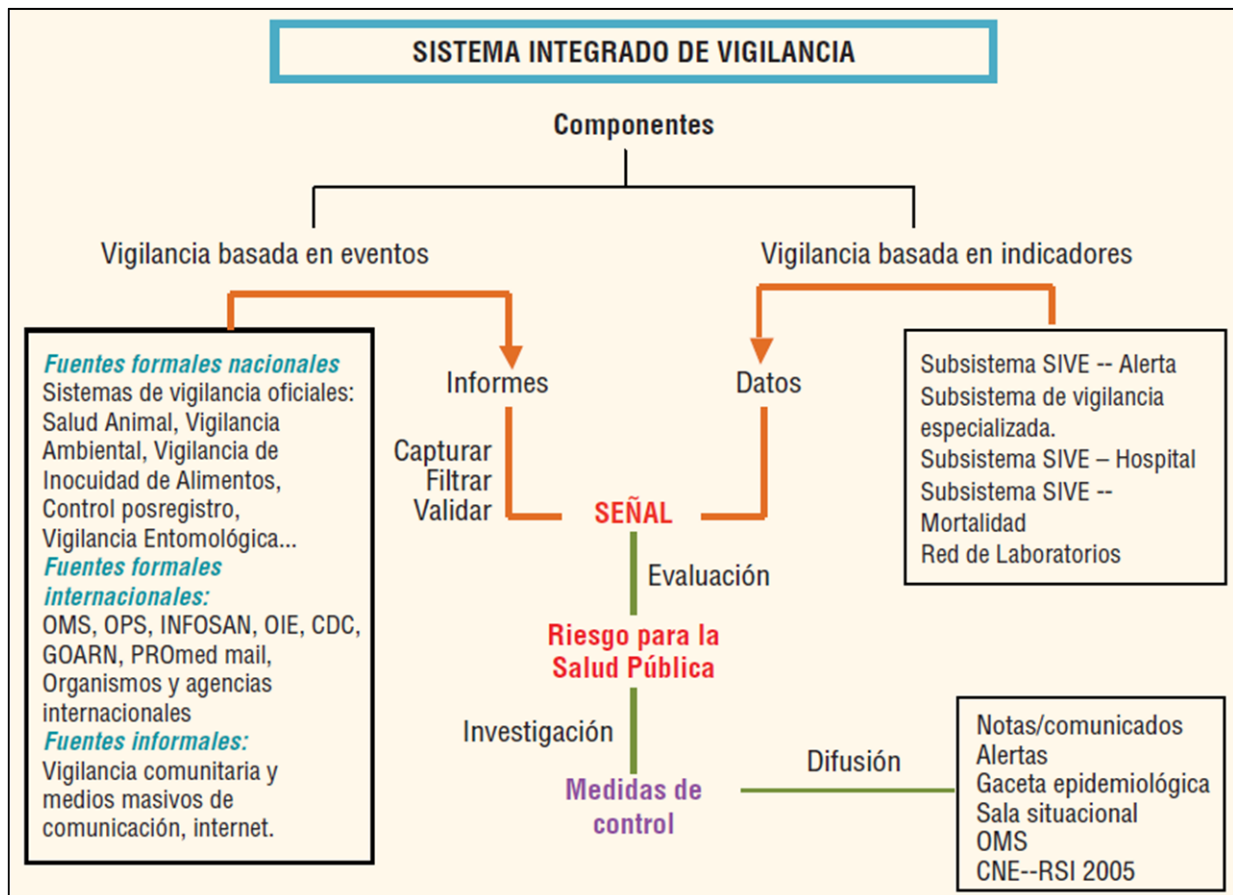 SISTEMA INTEGRADO DE VIGILANCIA
Componentes
Vigilancia basada en eventos
Vigilancia basada en indicadores
Fuentes formales nacionales
Sistemas de vigilancia oficiales:
Salud Animal, Vigilancia
Ambiental, Vigilancia de
Inocuidad de Alimentos,
Control posregistro,
Vigilancia Entomológica...
Fuentes formales
internacionales:
OMS, OPS, INFOSAN, OIE, CDC,
GOARN, PROmed mail,
Organismos y agencias
internacionales
Fuentes informales:
Vigilancia comunitaria y
medios masivos de
comunicación, internet.
Informes
Capturar
Filtrar
Validar
Datos
Subsistema SIVE -- Alerta
Subsistema de vigilancia
especializada.
Subsistema SIVE – Hospital
Subsistema SIVE --
Mortalidad
Red de Laboratorios
SEÑAL
Evaluación
Riesgo para la
Salud Pública
Investigación
Medidas de
control
Difusión
Notas/comunicados
Alertas
Gaceta epidemiológica
Sala situacional
OMS
CNE--RSI 2005